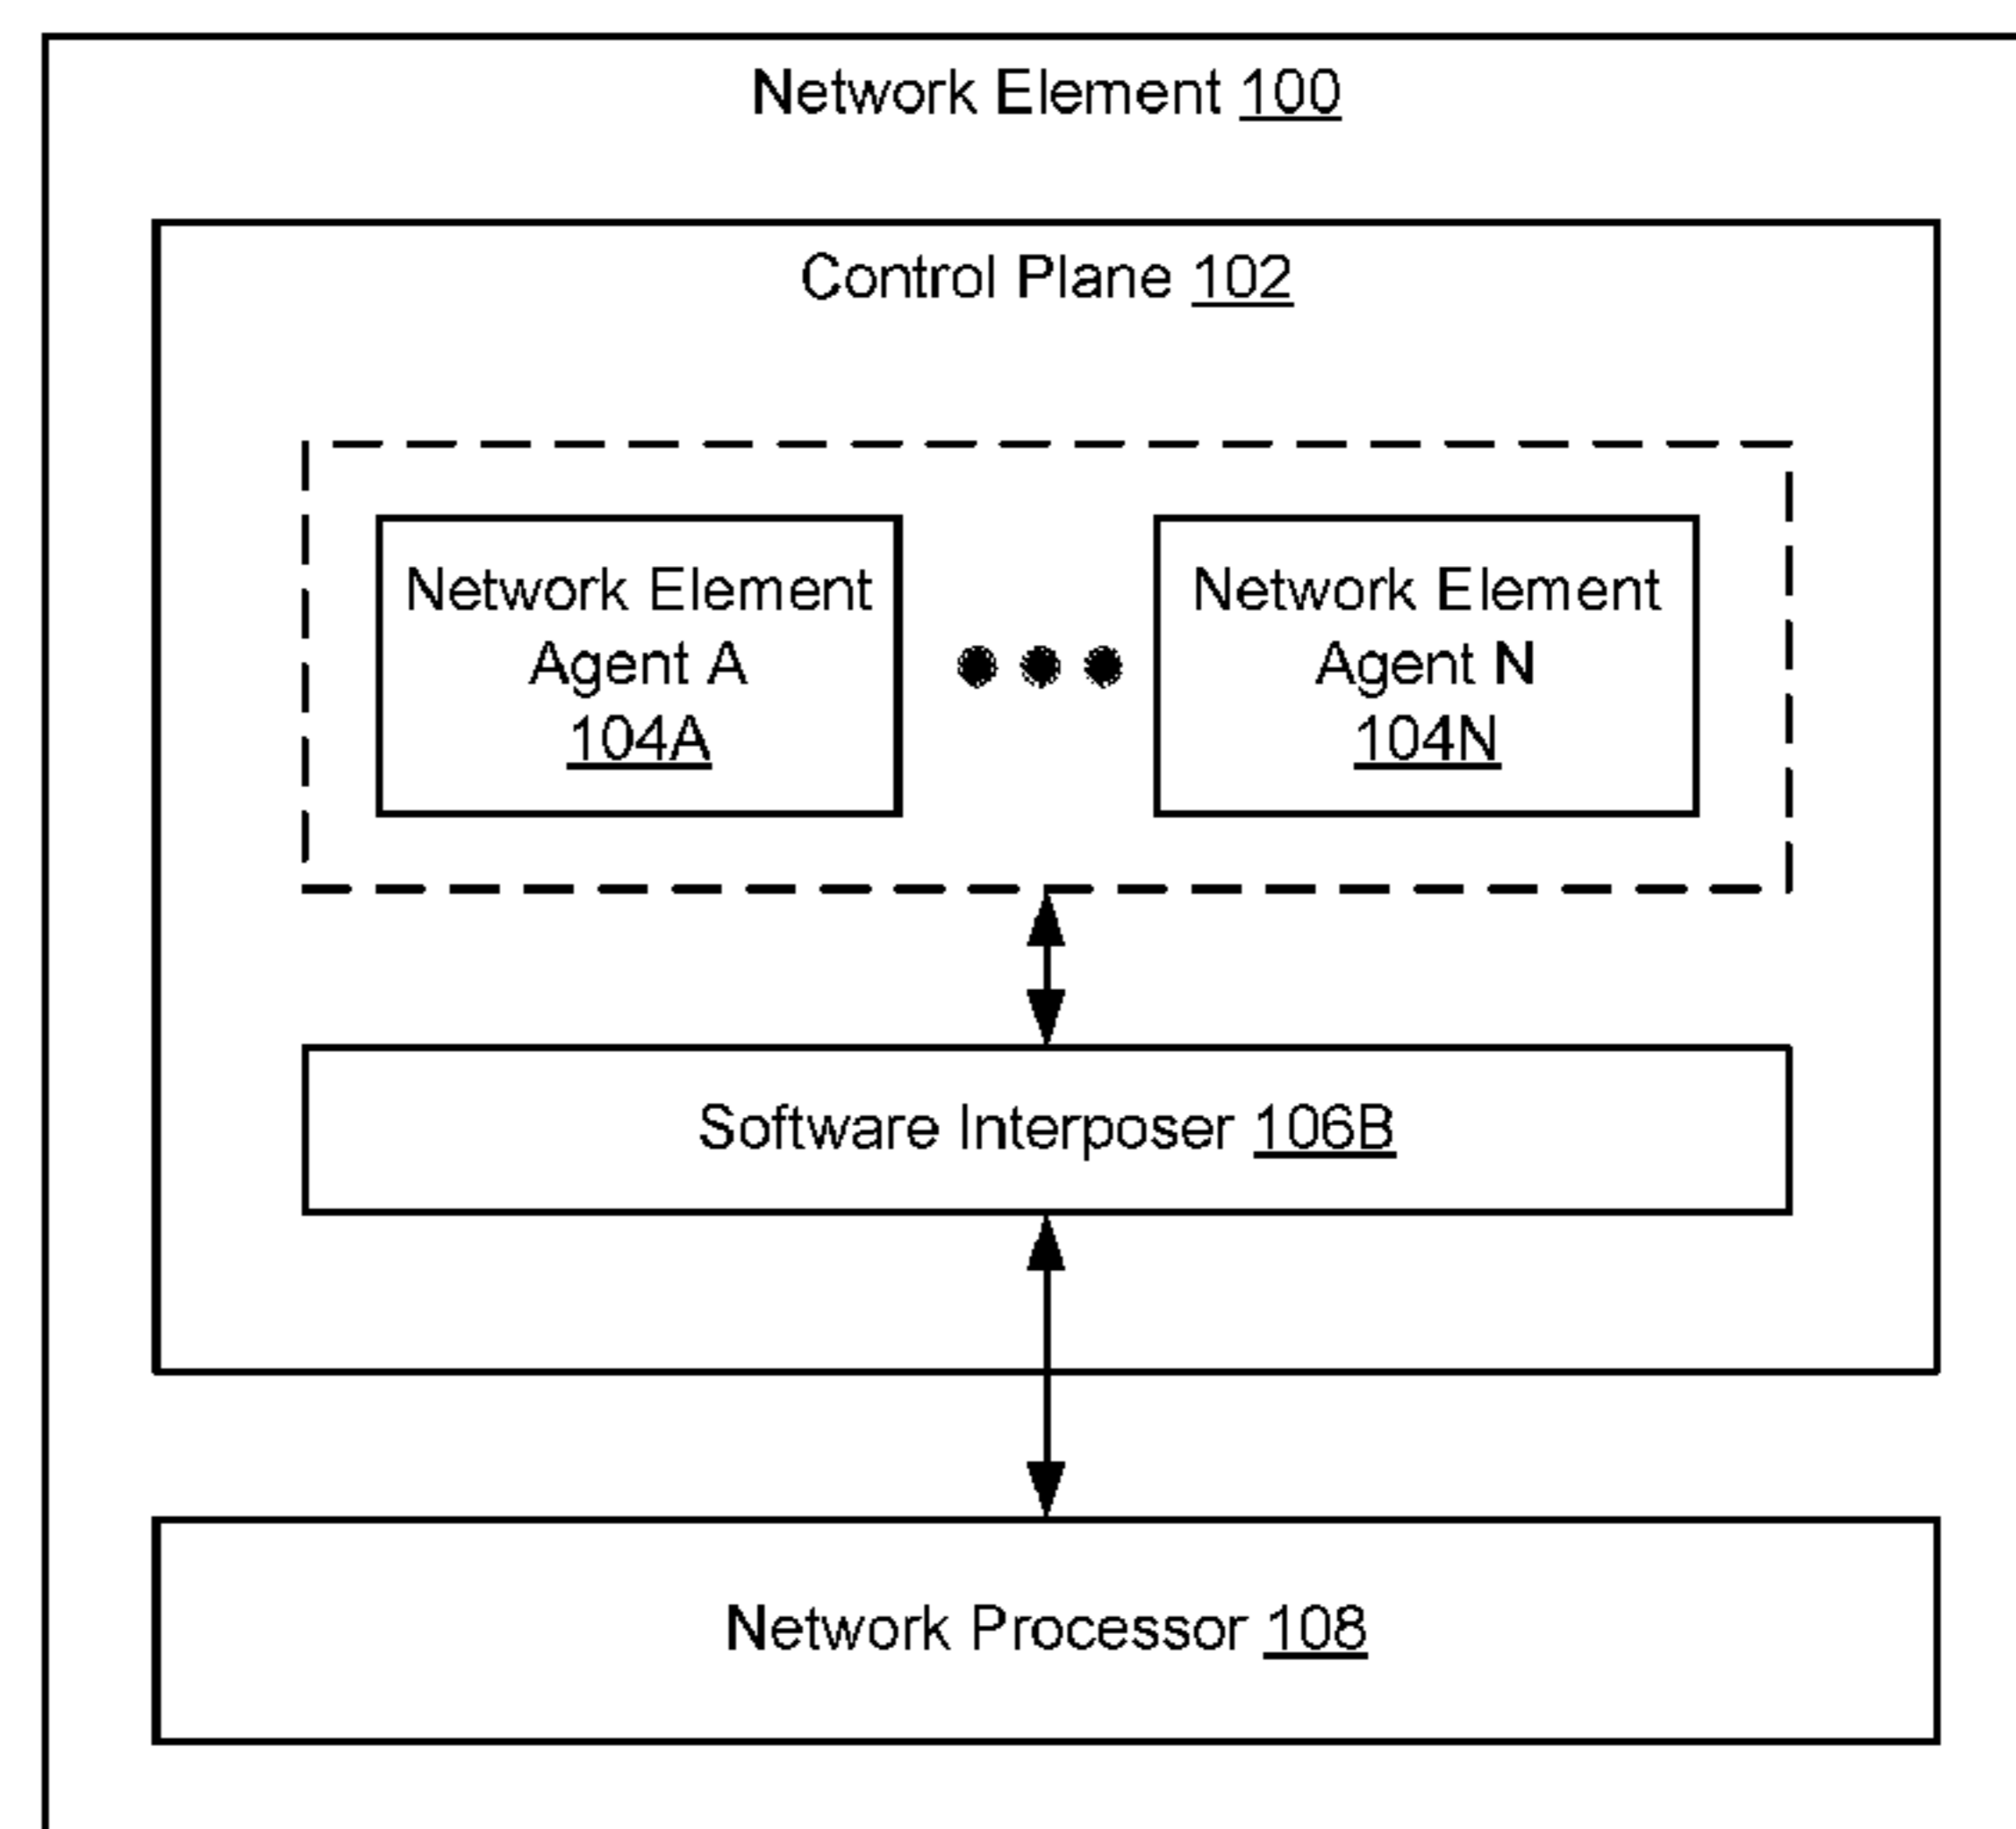 Network Element 100
Control Plane 102
Network Element
Agent A
104A
Network Element
Agent N
104N
Software Interposer 106B
Network Processor 108